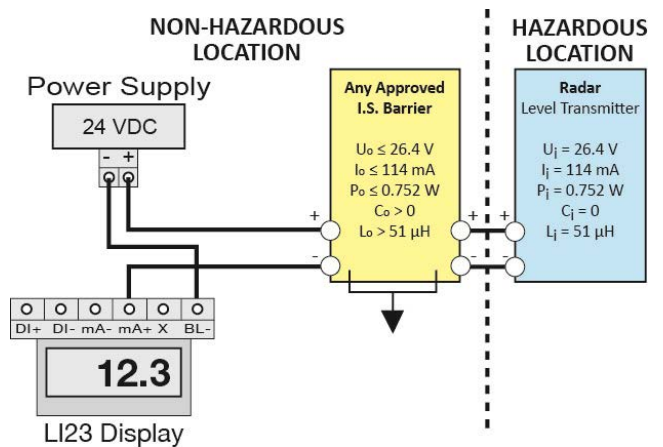 NON-HAZARDOUS
LOCATION
HAZARDOUS
LOCATION
Power Supply
24 VDC
- +
Any Approved
I.S. Barrier
Uₒ ≤ 26.4 V
Iₒ ≤ 114 mA
Pₒ ≤ 0.752 W
Cₒ > 0
Lₒ > 51 µH
+
-
+
-
Radar
Level Transmitter
Uᵢ = 26.4 V
Iᵢ = 114 mA
Pᵢ = 0.752 W
Cᵢ = 0
Lᵢ = 51 µH
+
-
DI+ DI- mA- mA+ X BL-
12.3
LI23 Display